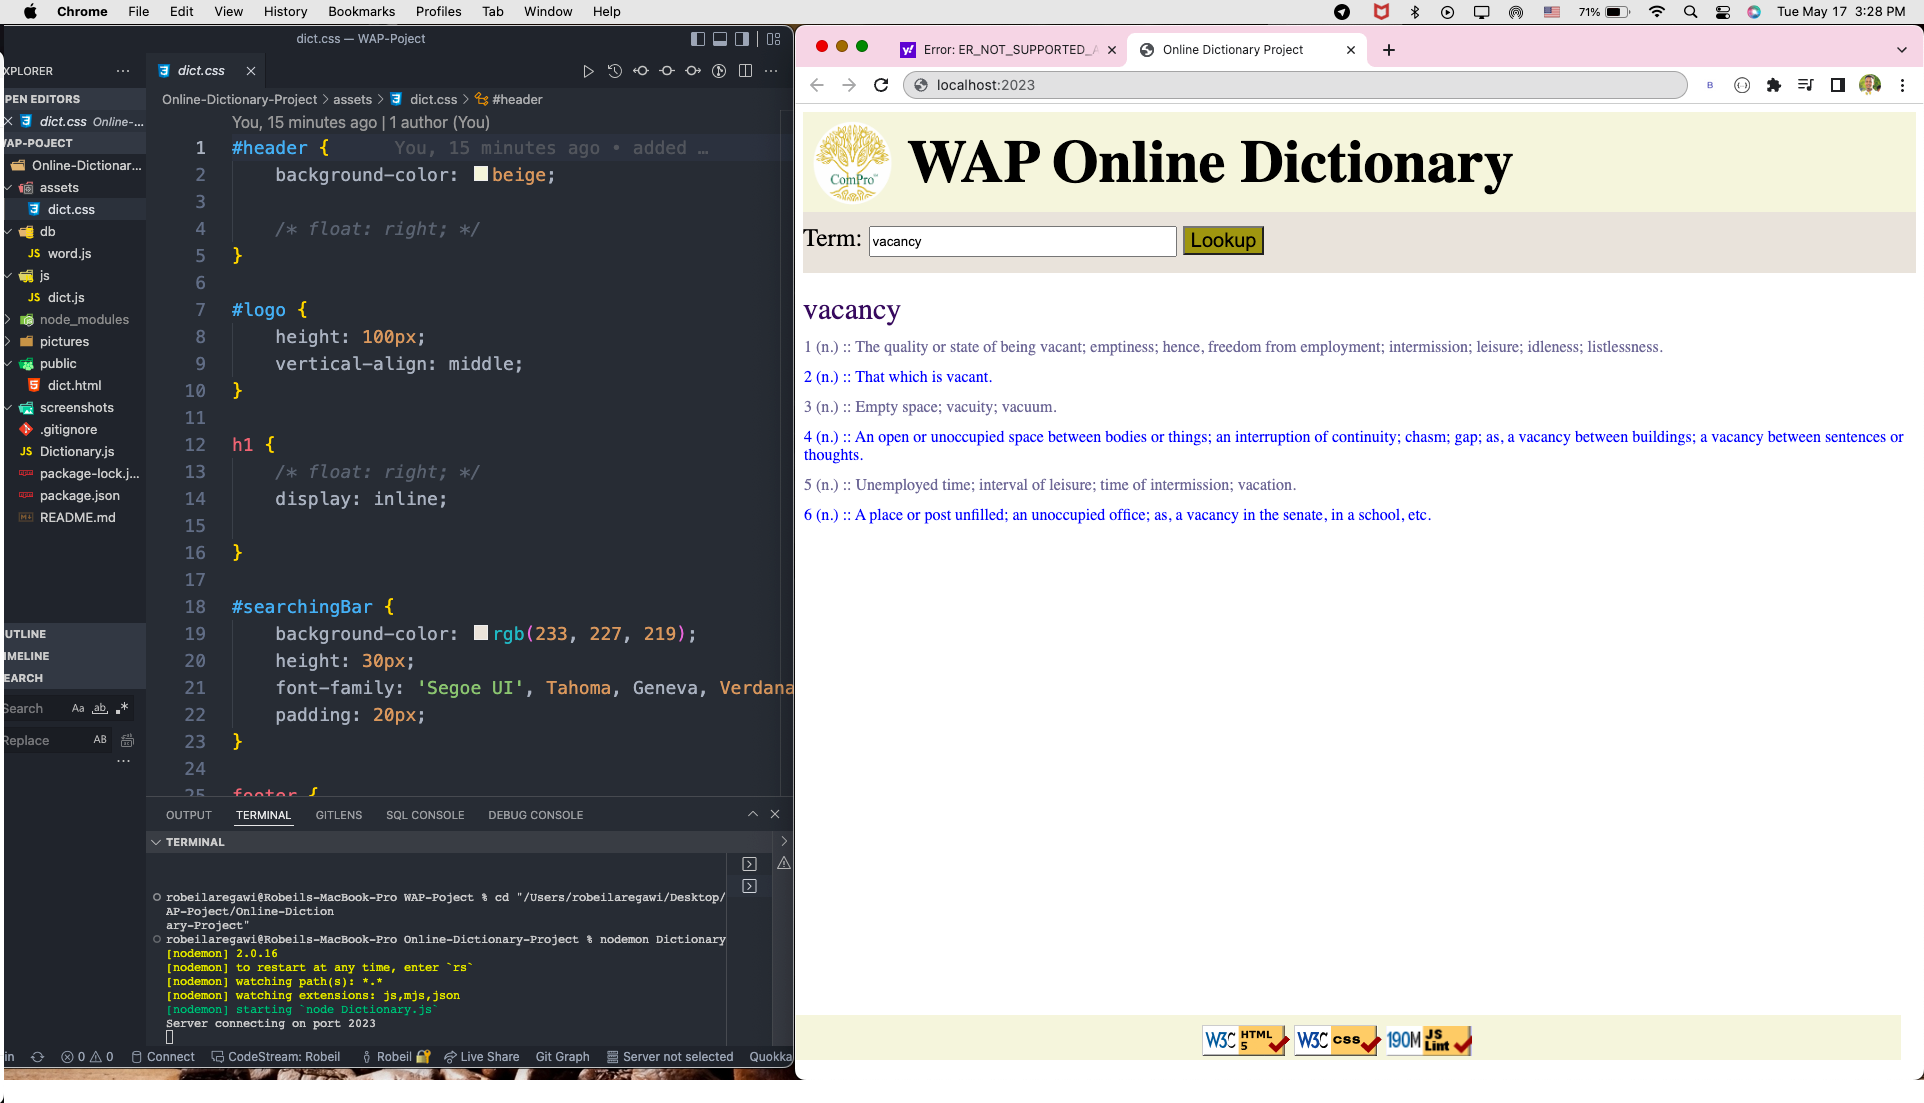 Chrome File Edit View History Bookmarks Profiles Tab Window Help 71% Tue May 17 3:28 PM
dict.css — WAP-Poject
XPLORER ···
PEN EDITORS
dict.css Online-...
AP-POJECT
Online-Dictionar...
assets
dict.css
db
JS word.js
js
JS dict.js
node_modules
pictures
public
dict.html
screenshots
.gitignore
JS Dictionary.js
package-lock.j...
package.json
README.md
UTLINE
IMELINE
EARCH
Search Aa ab
Replace AB
···
dict.css
Online-Dictionary-Project > assets > dict.css > #header
You, 15 minutes ago | 1 author (You)
1 #header { You, 15 minutes ago • added …
2 background-color: beige;
3
4 /* float: right; */
5 }
6
7 #logo {
8 height: 100px;
9 vertical-align: middle;
10 }
11
12 h1 {
13 /* float: right; */
14 display: inline;
15
16 }
17
18 #searchingBar {
19 background-color: rgb(233, 227, 219);
20 height: 30px;
21 font-family: 'Segoe UI', Tahoma, Geneva, Verdana
22 padding: 20px;
23 }
24
25 footer {
OUTPUT TERMINAL GITLENS SQL CONSOLE DEBUG CONSOLE
TERMINAL
robeilaregawi@Robeils-MacBook-Pro WAP-Poject % cd "/Users/robeilaregawi/Desktop/
AP-Poject/Online-Diction
ary-Project"
robeilaregawi@Robeils-MacBook-Pro Online-Dictionary-Project % nodemon Dictionary
[nodemon] 2.0.16
[nodemon] to restart at any time, enter `rs`
[nodemon] watching path(s): *.*
[nodemon] watching extensions: js,mjs,json
[nodemon] starting `node Dictionary.js`
Server connecting on port 2023
in 0 0 Connect CodeStream: Robeil Robeil Live Share Git Graph Server not selected Quokka
y! Error: ER_NOT_SUPPORTED_A Online Dictionary Project
localhost:2023
ComPro WAP Online Dictionary
Term: vacancy Lookup
vacancy
1 (n.) :: The quality or state of being vacant; emptiness; hence, freedom from employment; intermission; leisure; idleness; listlessness.
2 (n.) :: That which is vacant.
3 (n.) :: Empty space; vacuity; vacuum.
4 (n.) :: An open or unoccupied space between bodies or things; an interruption of continuity; chasm; gap; as, a vacancy between buildings; a vacancy between sentences or
thoughts.
5 (n.) :: Unemployed time; interval of leisure; time of intermission; vacation.
6 (n.) :: A place or post unfilled; an unoccupied office; as, a vacancy in the senate, in a school, etc.
W3C HTML 5 W3C css 190M JS Lint